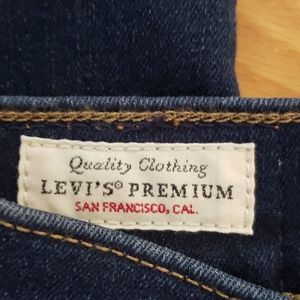 Quality Clothing
LEVI'S® PREMIUM
SAN FRANCISCO, CAL.